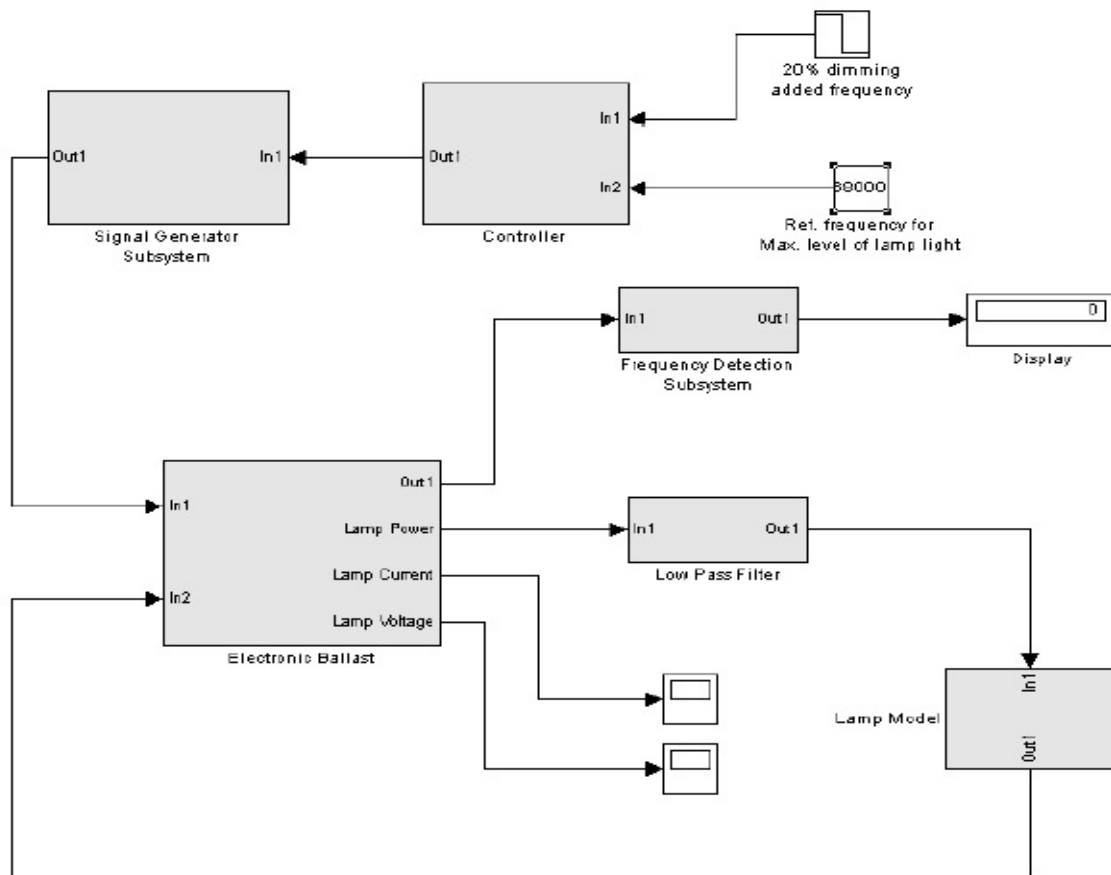 20% dimming
added frequency
In1
In2
Out1
Controller
In1
Out1
Signal Generator
Subsystem
Ref. frequency for
Max. level of lamp light
In1
Out1
Frequency Detection
Subsystem
0
Display
In1
In2
Out1
Lamp Power
Lamp Current
Lamp Voltage
Electronic Ballast
In1
Out1
Low Pass Filter
In1
Out1
Lamp Model